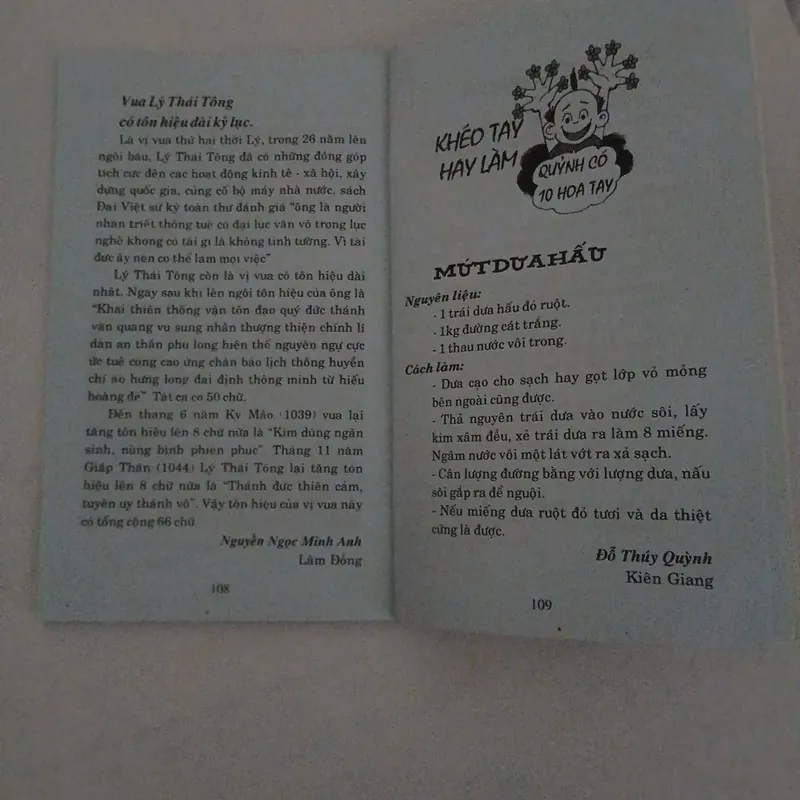 Vua Lý Thái Tông
có tôn hiệu dài kỷ lục.
Là vị vua thứ hai thời Lý, trong 26 năm lên
ngôi báu, Lý Thái Tông đã có những đóng góp
tích cực đến các hoạt động kinh tế - xã hội, xây
dựng quốc gia, củng cố bộ máy nhà nước, sách
Đại Việt sử ký toàn thư đánh giá "ông là người
nhân triết thông tuệ có đại lược văn võ trong lục
nghệ không có tài gì là không tinh tường. Vì tài
đức ấy nên có thể làm mọi việc"
Lý Thái Tông còn là vị vua có tôn hiệu dài
nhất. Ngay sau khi lên ngôi tôn hiệu của ông là
"Khai thiên thống vận tôn đạo quý đức thánh
văn quang vu sung nhân thượng thiện chính lí
dân an thần phu long hiên thể nguyên ngự cực
ức tuế công cao ứng chân bảo lịch thông huyền
chí ảo hưng long đại định thông minh từ hiếu
hoàng đế" Tất cả có 50 chữ.
Đến tháng 6 năm Kỷ Mão (1039) vua lại
tăng tôn hiệu lên 8 chữ nữa là "Kim dũng ngân
sinh, nùng bình phiên phục". Tháng 11 năm
Giáp Thân (1044) Lý Thái Tông lại tăng tôn
hiệu lên 8 chữ nữa là "Thánh đức thiên cảm,
tuyên uy thánh võ". Vậy tôn hiệu của vị vua này
có tổng cộng 66 chữ.
Nguyễn Ngọc Minh Anh
Lâm Đồng
108
KHÉO TAY
HAY LÀM
QUỲNH CÓ
10 HOA TAY
MỨT DƯA HẤU
Nguyên liệu:
- 1 trái dưa hấu đỏ ruột.
- 1kg đường cát trắng.
- 1 thau nước vôi trong.
Cách làm:
- Dưa cạo cho sạch hay gọt lớp vỏ mỏng
bên ngoài cũng được.
- Thả nguyên trái dưa vào nước sôi, lấy
kim xâm đều, xẻ trái dưa ra làm 8 miếng.
Ngâm nước vôi một lát vớt ra xả sạch.
- Cân lượng đường bằng với lượng dưa, nấu
sôi gắp ra để nguội.
- Nếu miếng dưa ruột đỏ tươi và da thiệt
cứng là được.
Đỗ Thúy Quỳnh
Kiên Giang
109